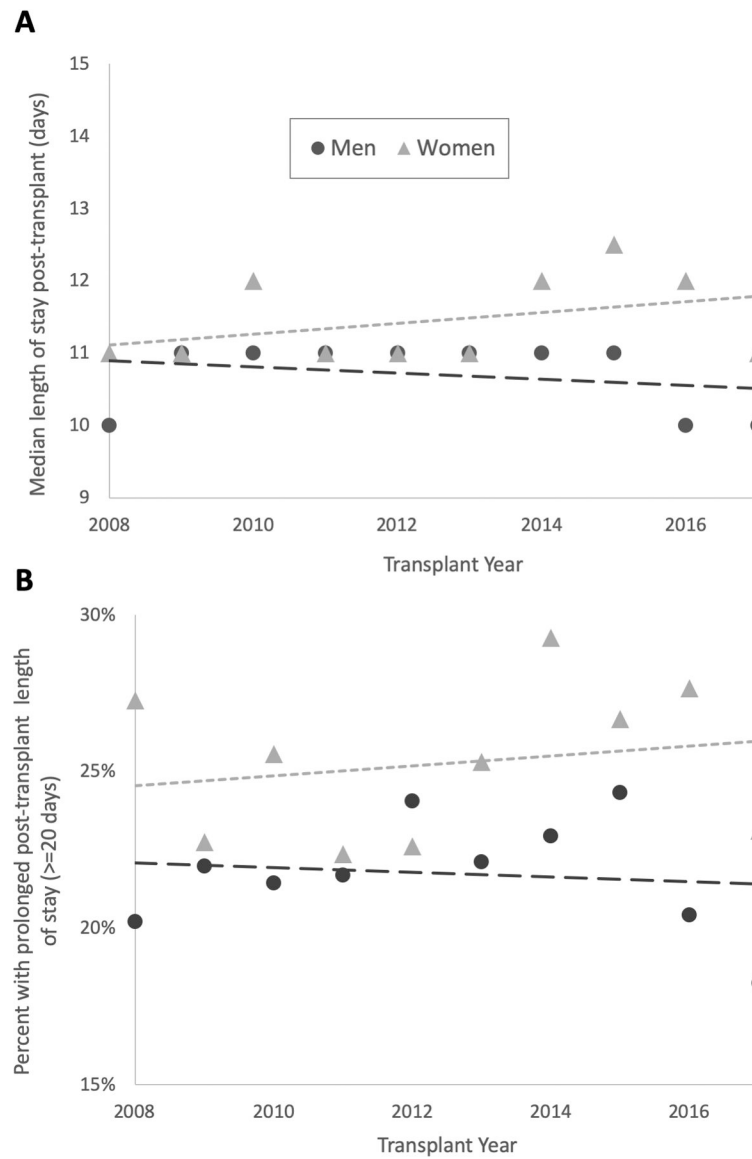 A
Median length of stay post-transplant (days)
15
14
13
12
11
10
9
Men Women
2008 2010 2012 2014 2016
Transplant Year
B
Percent with prolonged post-transplant length
of stay (>=20 days)
30%
25%
20%
15%
2008 2010 2012 2014 2016
Transplant Year